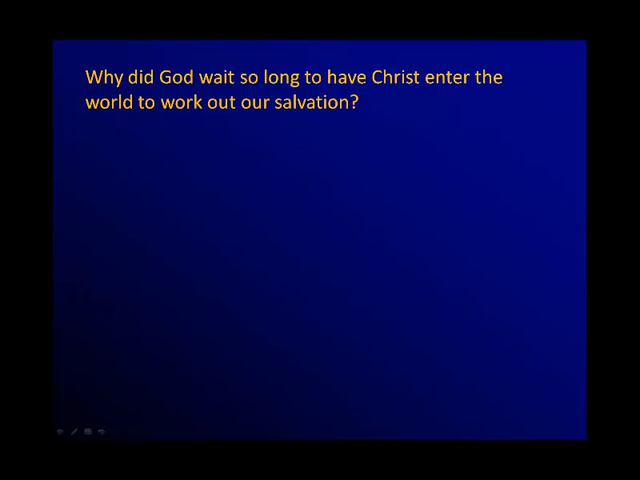 Why did God wait so long to have Christ enter the
world to work out our salvation?